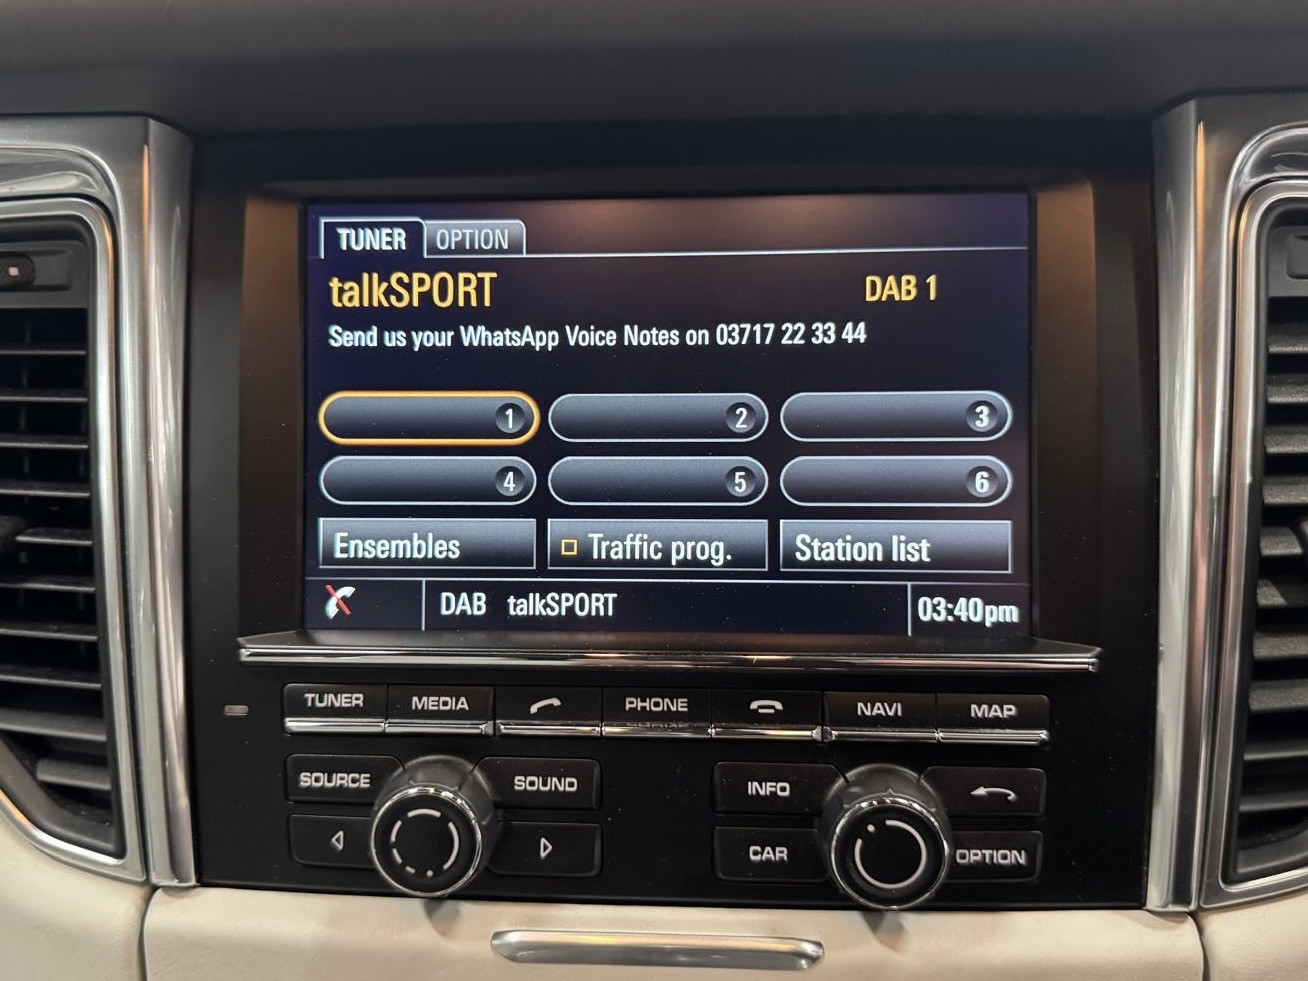 TUNER OPTION
talkSPORT DAB 1
Send us your WhatsApp Voice Notes on 03717 22 33 44
1 2 3
4 5 6
Ensembles Traffic prog. Station list
DAB talkSPORT 03:40pm
TUNER MEDIA PHONE NAVI MAP
SOURCE SOUND INFO
CAR OPTION